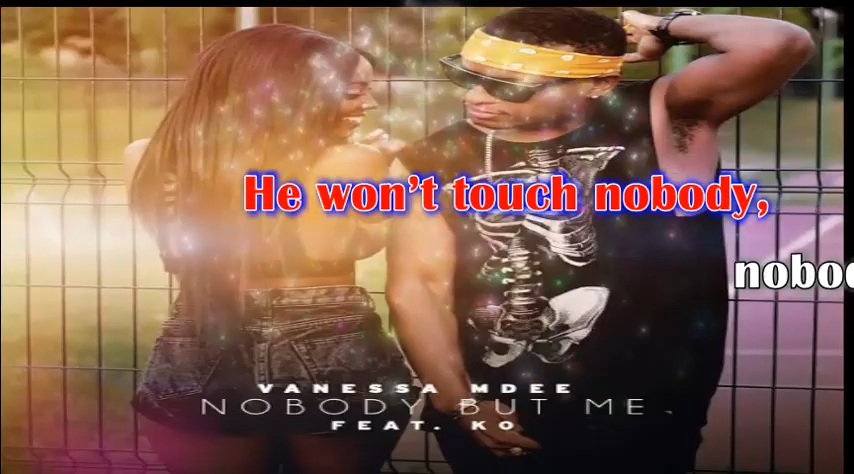 He won't touch nobody,
VANESSA MDEE
NOBODY BUT ME
FEAT. KO